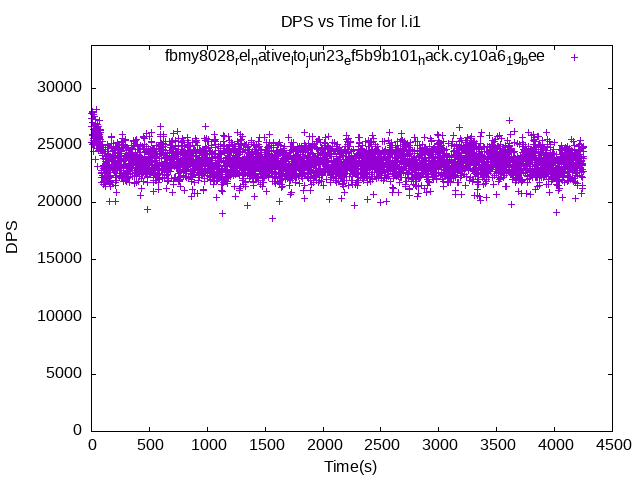 DPS vs Time for l.i1
fbmy8028relnativeltojun23ef5b9b101hack.cy10a61gbee
30000
25000
20000
15000
10000
5000
0
DPS
0 500 1000 1500 2000 2500 3000 3500 4000 4500
Time(s)